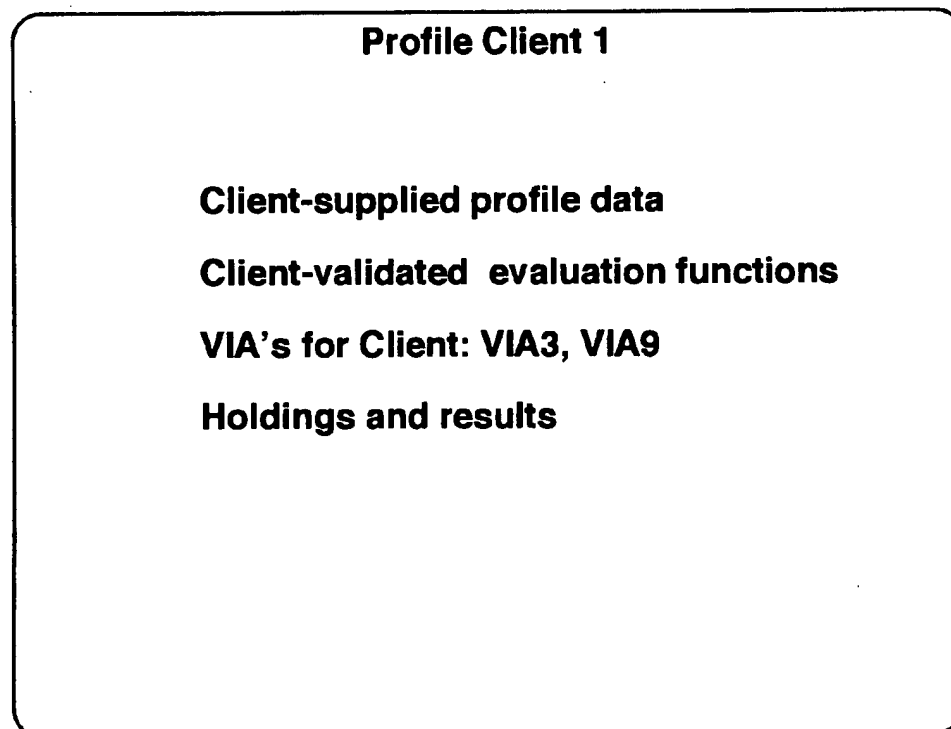 Profile Client 1
Client-supplied profile data
Client-validated evaluation functions
VIA's for Client: VIA3, VIA9
Holdings and results